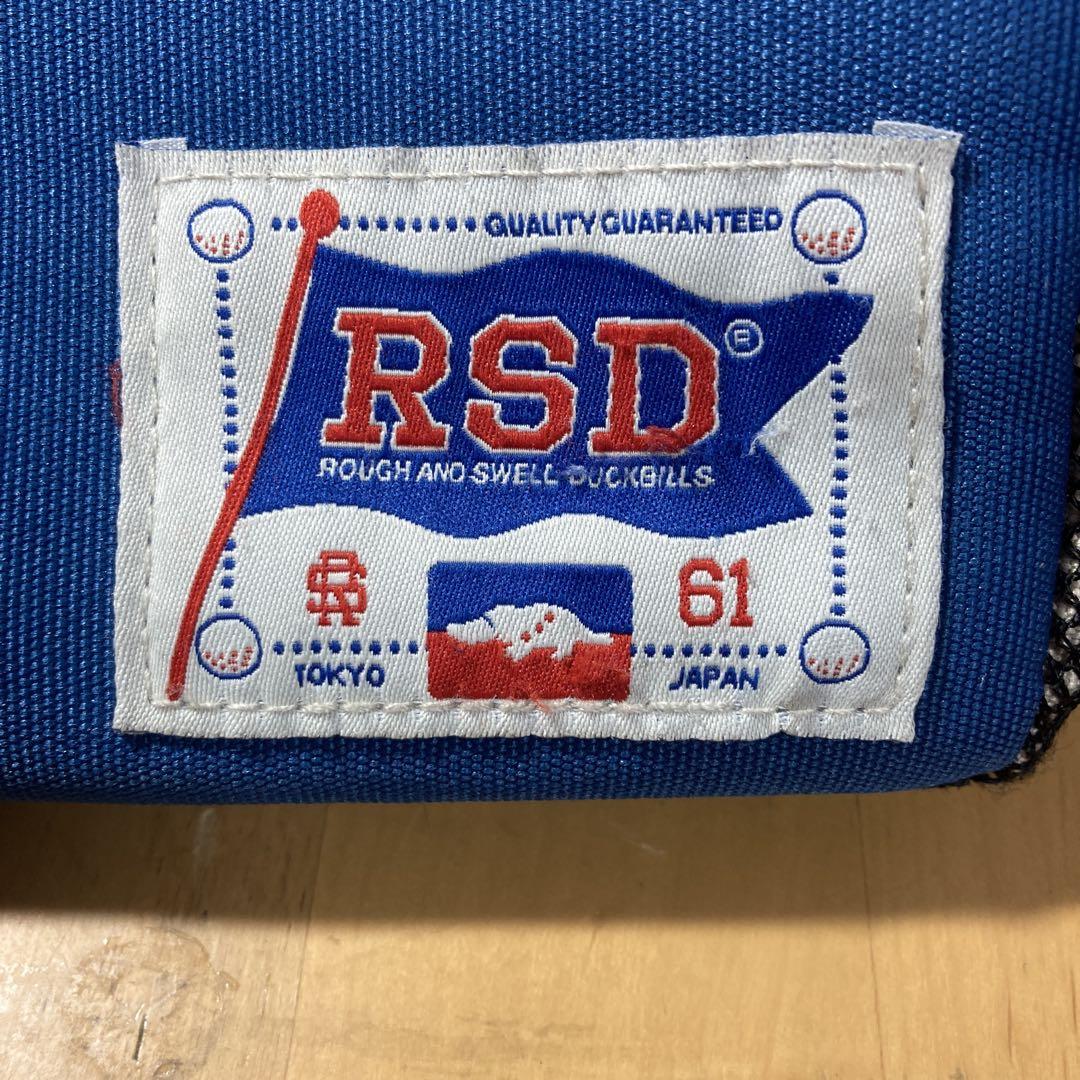 QUALITY GUARANTEED
RSD®
ROUGH AND SWELL DUCKBILLS
61
TOKYO
JAPAN